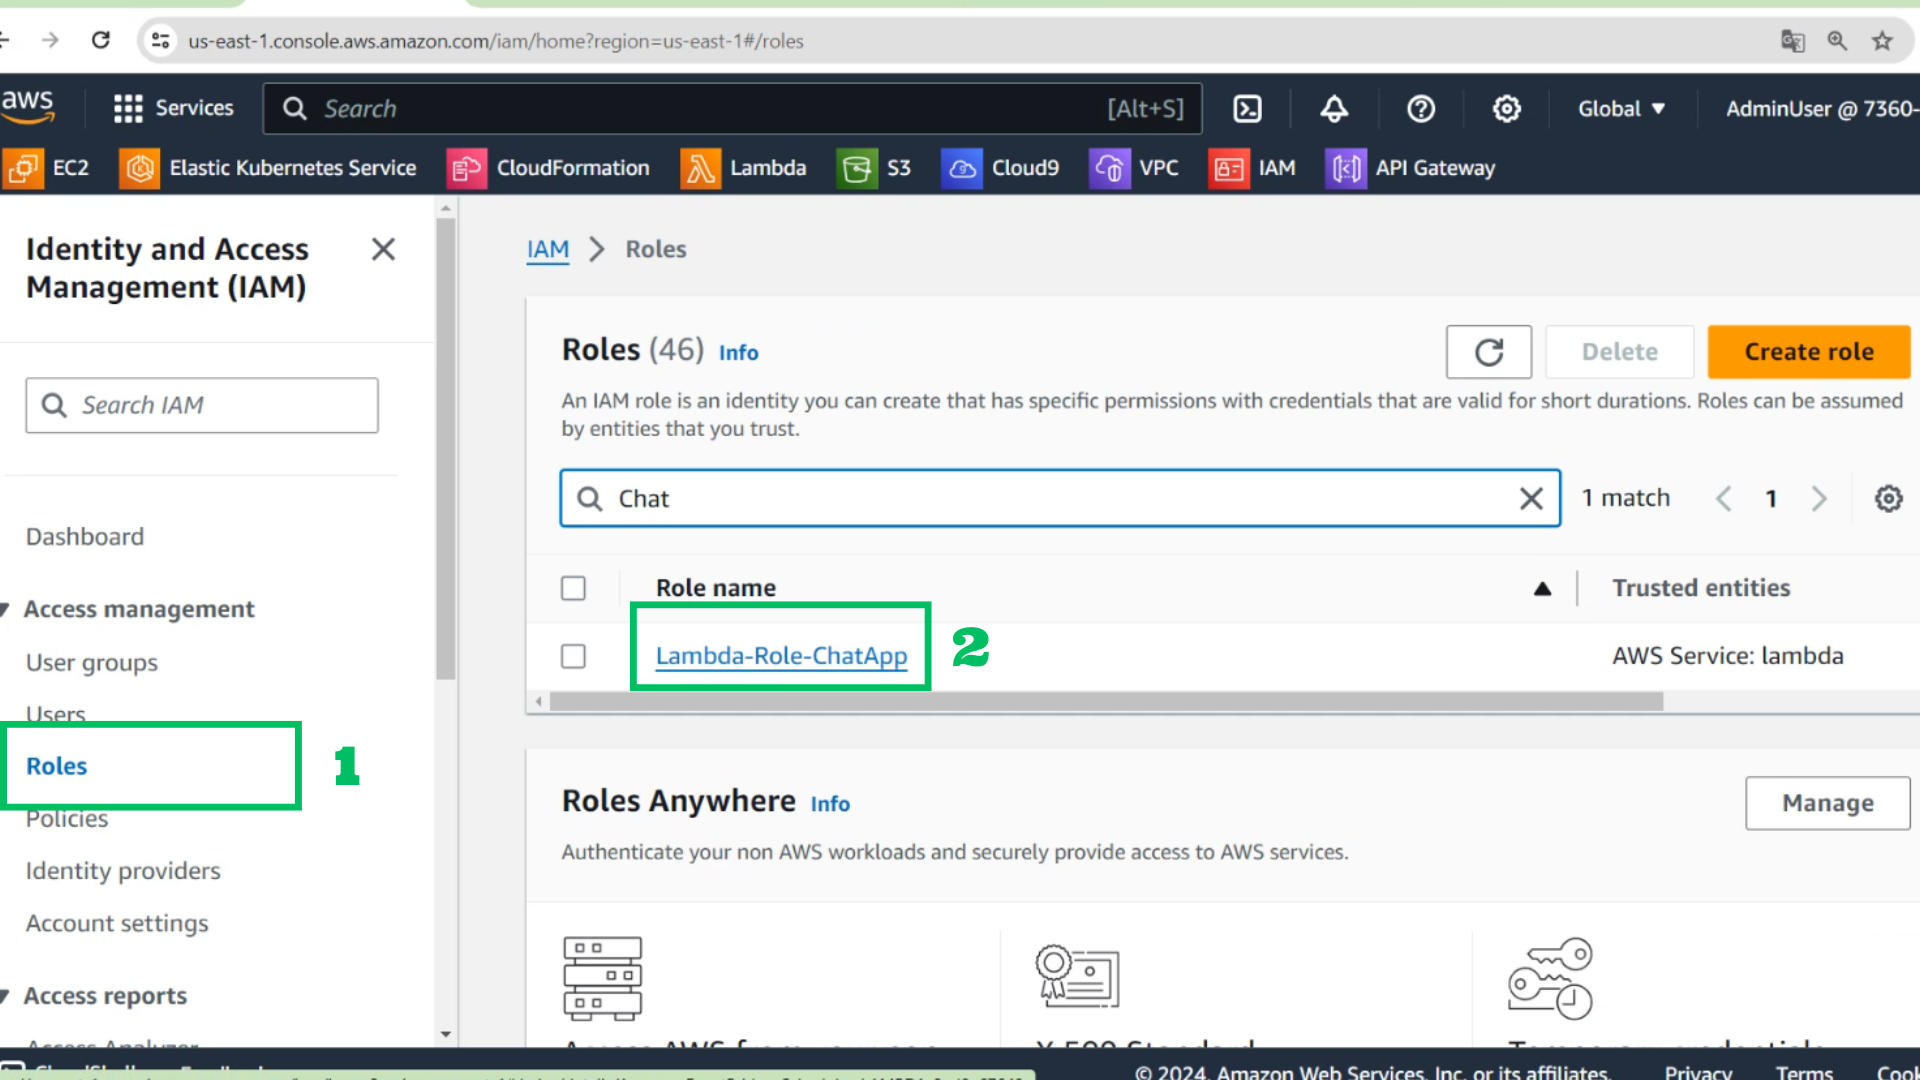 us-east-1.console.aws.amazon.com/iam/home?region=us-east-1#/roles
aws
Services
Search
[Alt+S]
Global
AdminUser @ 7360-
EC2
Elastic Kubernetes Service
CloudFormation
Lambda
S3
Cloud9
VPC
IAM
API Gateway
Identity and Access
Management (IAM)
Search IAM
Dashboard
Access management
User groups
Users
Roles
1
Policies
Identity providers
Account settings
Access reports
Access Analyzer
IAM
Roles
Roles (46) Info
Delete
Create role
An IAM role is an identity you can create that has specific permissions with credentials that are valid for short durations. Roles can be assumed
by entities that you trust.
Chat
1 match
1
Role name
Trusted entities
Lambda-Role-ChatApp
2
AWS Service: lambda
Roles Anywhere Info
Manage
Authenticate your non AWS workloads and securely provide access to AWS services.
X.509 Standard
Temporary credentials
CloudShell
Feedback
© 2024, Amazon Web Services, Inc. or its affiliates.
Privacy
Terms